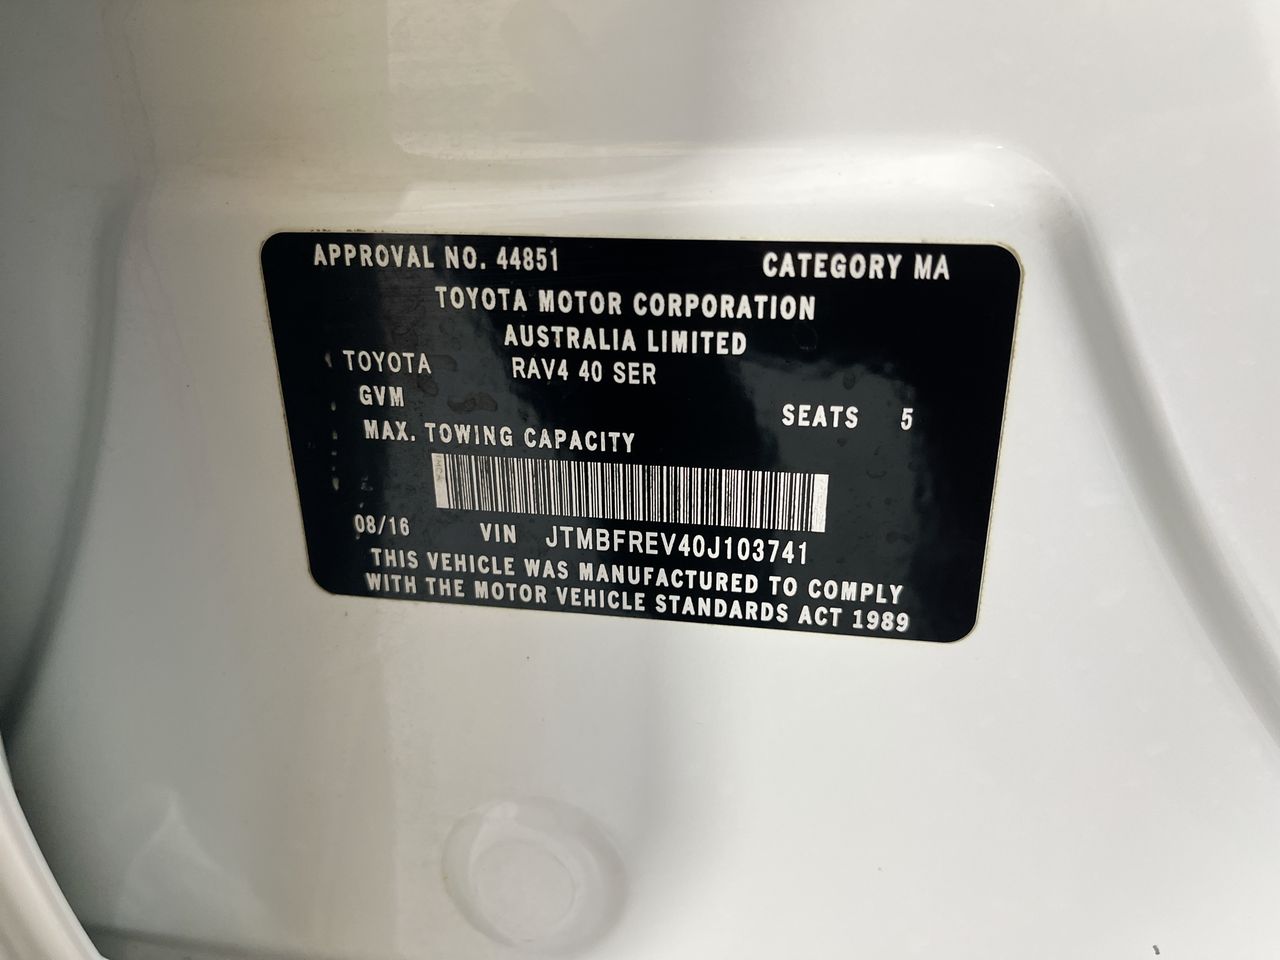 APPROVAL NO. 44851 CATEGORY MA
TOYOTA MOTOR CORPORATION
AUSTRALIA LIMITED
TOYOTA RAV4 40 SER
GVM
SEATS 5
MAX. TOWING CAPACITY
08/16 VIN JTMBFREV40J103741
THIS VEHICLE WAS MANUFACTURED TO COMPLY
WITH THE MOTOR VEHICLE STANDARDS ACT 1989